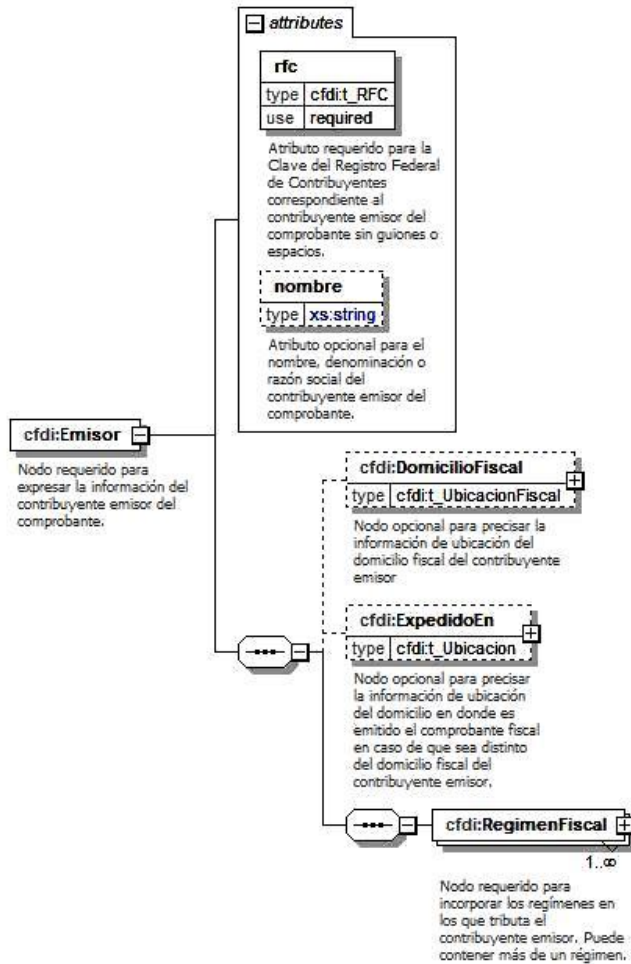 attributes
rfc
type cfdi:t_RFC
use required
Atributo requerido para la
Clave del Registro Federal
de Contribuyentes
correspondiente al
contribuyente emisor del
comprobante sin guiones o
espacios.
nombre
type xs:string
Atributo opcional para el
nombre, denominación o
razón social del
contribuyente emisor del
comprobante.
cfdi:Emisor
Nodo requerido para
expresar la información del
contribuyente emisor del
comprobante.
cfdi:DomicilioFiscal
type cfdi:t_UbicacionFiscal
Nodo opcional para precisar la
información de ubicación del
domicilio fiscal del contribuyente
emisor
cfdi:ExpedidoEn
type cfdi:t_Ubicacion
Nodo opcional para precisar
la información de ubicación
del domicilio en donde es
emitido el comprobante fiscal
en caso de que sea distinto
del domicilio fiscal del
contribuyente emisor.
cfdi:RegimenFiscal
1..∞
Nodo requerido para
incorporar los regímenes en
los que tributa el
contribuyente emisor. Puede
contener más de un régimen.